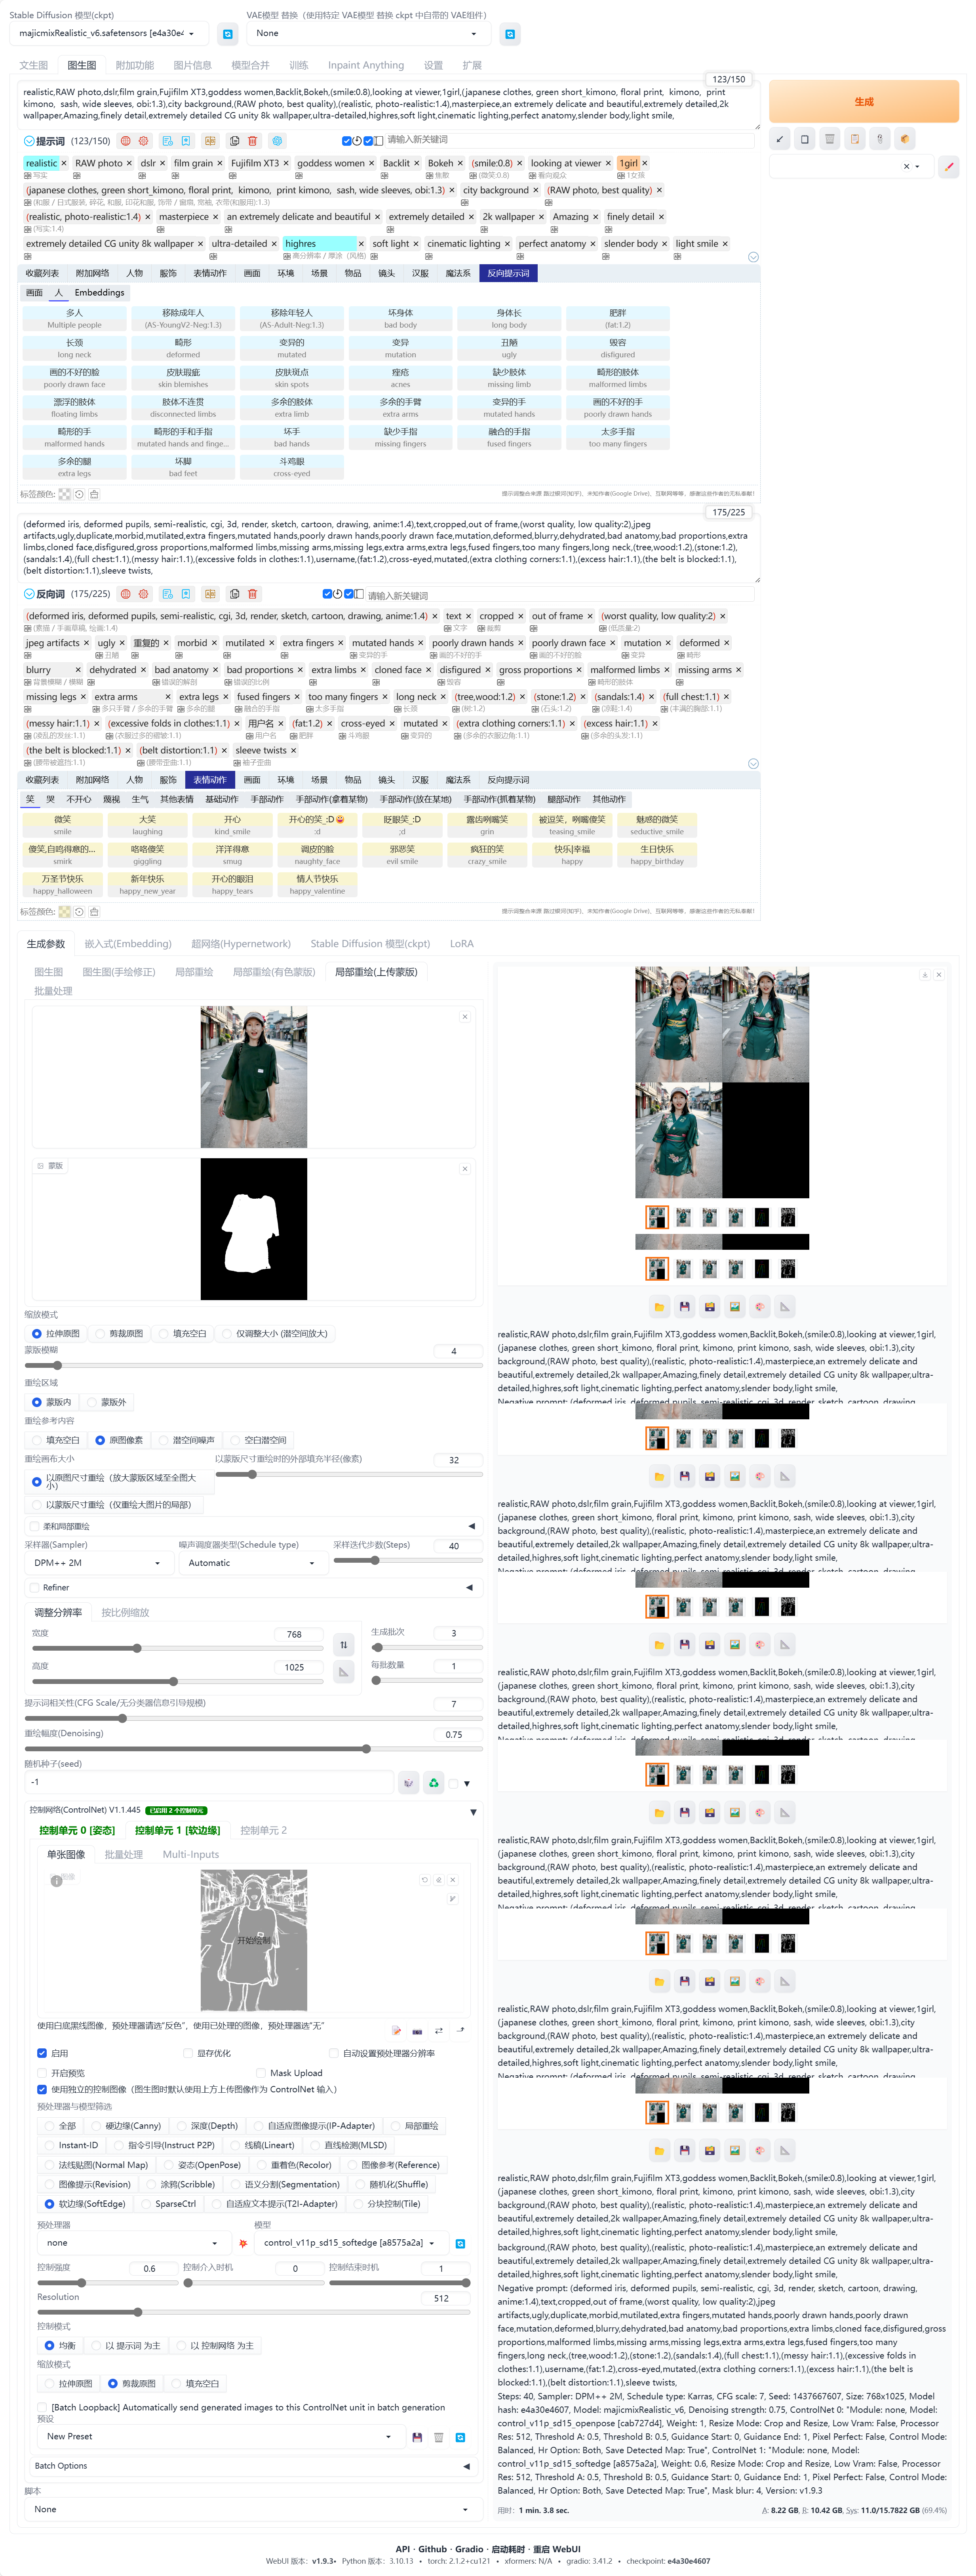 Stable Diffusion 模型(ckpt)
VAE模型 替换（使用特定 VAE模型 替换 ckpt 中自带的 VAE组件）
majicmixRealistic_v6.safetensors [e4a30e4
None
文生图 图生图 附加功能 图片信息 模型合并 训练 Inpaint Anything 设置 扩展
123/150
realistic,RAW photo,dslr,film grain,Fujifilm XT3,goddess women,Backlit,Bokeh,(smile:0.8),looking at viewer,1girl,(japanese clothes, green short_kimono, floral print, kimono, print
kimono, sash, wide sleeves, obi:1.3),city background,(RAW photo, best quality),(realistic, photo-realistic:1.4),masterpiece,an extremely delicate and beautiful,extremely detailed,2k
wallpaper,Amazing,finely detail,extremely detailed CG unity 8k wallpaper,ultra-detailed,highres,soft light,cinematic lighting,perfect anatomy,slender body,light smile,
生成
提示词 (123/150) 请输入新关键词
realistic × RAW photo × dslr × film grain × Fujifilm XT3 × goddess women × Backlit × Bokeh × (smile:0.8) × looking at viewer × 1girl ×
写实 焦散 (微笑:0.8) 看向观众 1女孩
(japanese clothes, green short_kimono, floral print, kimono, print kimono, sash, wide sleeves, obi:1.3) × city background × (RAW photo, best quality) ×
(realistic, photo-realistic:1.4) × masterpiece × an extremely delicate and beautiful × extremely detailed × 2k wallpaper × Amazing × finely detail ×
(写实:1.4)
extremely detailed CG unity 8k wallpaper × ultra-detailed × highres × soft light × cinematic lighting × perfect anatomy × slender body × light smile ×
高分辨率 / 厚涂（风格)
收藏列表 附加网络 人物 服饰 表情动作 画面 环境 场景 物品 镜头 汉服 魔法系 反向提示词
画面 人 Embeddings
多人 移除成年人 移除年轻人 坏身体 身体长 肥胖
Multiple people (AS-YoungV2-Neg:1.3) (AS-Adult-Neg:1.3) bad body long body (fat:1.2)
长颈 畸形 变异的 变异 丑陋 毁容
long neck deformed mutated mutation ugly disfigured
画的不好的脸 皮肤瑕疵 皮肤斑点 痤疮 缺少肢体 畸形的肢体
poorly drawn face skin blemishes skin spots acnes missing limb malformed limbs
漂浮的肢体 肢体不连贯 多余的肢体 多余的手臂 变异的手 画的不好的手
floating limbs disconnected limbs extra limb extra arms mutated hands poorly drawn hands
畸形的手 畸形的手和手指 坏手 缺少手指 融合的手指 太多手指
malformed hands mutated hands and finge... bad hands missing fingers fused fingers too many fingers
多余的腿 坏脚 斗鸡眼
extra legs bad feet cross-eyed
标签颜色:
175/225
(deformed iris, deformed pupils, semi-realistic, cgi, 3d, render, sketch, cartoon, drawing, anime:1.4),text,cropped,out of frame,(worst quality, low quality:2),jpeg
artifacts,ugly,duplicate,morbid,mutilated,extra fingers,mutated hands,poorly drawn hands,poorly drawn face,mutation,deformed,blurry,dehydrated,bad anatomy,bad proportions,extra
limbs,cloned face,disfigured,gross proportions,malformed limbs,missing arms,missing legs,extra arms,extra legs,fused fingers,too many fingers,long neck,(tree,wood:1.2),(stone:1.2),
(sandals:1.4),(full chest:1.1),(messy hair:1.1),(excessive folds in clothes:1.1),username,(fat:1.2),cross-eyed,mutated,(extra clothing corners:1.1),(excess hair:1.1),(the belt is blocked:1.1),
(belt distortion:1.1),sleeve twists,
反向词 (175/225) 请输入新关键词
(deformed iris, deformed pupils, semi-realistic, cgi, 3d, render, sketch, cartoon, drawing, anime:1.4) × text × cropped × out of frame × (worst quality, low quality:2) ×
jpeg artifacts × ugly × 重复的 × morbid × mutilated × extra fingers × mutated hands × poorly drawn hands × poorly drawn face × mutation × deformed ×
blurry × dehydrated × bad anatomy × bad proportions × extra limbs × cloned face × disfigured × gross proportions × malformed limbs × missing arms ×
missing legs × extra arms × extra legs × fused fingers × too many fingers × long neck × (tree,wood:1.2) × (stone:1.2) × (sandals:1.4) × (full chest:1.1) ×
(messy hair:1.1) × (excessive folds in clothes:1.1) × 用户名 × (fat:1.2) × cross-eyed × mutated × (extra clothing corners:1.1) × (excess hair:1.1) ×
(the belt is blocked:1.1) × (belt distortion:1.1) × sleeve twists ×
收藏列表 附加网络 人物 服饰 表情动作 画面 环境 场景 物品 镜头 汉服 魔法系 反向提示词
笑 哭 不开心 蔑视 生气 其他表情 基础动作 手部动作 手部动作(拿着某物) 手部动作(放在某地) 手部动作(抓着某物) 腿部动作 其他动作
微笑 大笑 开心 开心的笑_:D 眨眼笑_;D 露齿咧嘴笑 被逗笑，咧嘴傻笑 魅惑的微笑
smile laughing kind_smile :d ;d grin teasing_smile seductive_smile
傻笑,自鸣得意的... 咯咯傻笑 洋洋得意 调皮的脸 邪恶笑 疯狂的笑 快乐|幸福 生日快乐
smirk giggling smug naughty_face evil smile crazy_smile happy happy_birthday
万圣节快乐 新年快乐 开心的眼泪 情人节快乐
happy_halloween happy_new_year happy_tears happy_valentine
标签颜色:
生成参数 嵌入式(Embedding) 超网络(Hypernetwork) Stable Diffusion 模型(ckpt) LoRA
图生图 图生图(手绘修正) 局部重绘 局部重绘(有色蒙版) 局部重绘(上传蒙版)
批量处理
蒙版
缩放模式
拉伸原图 剪裁原图 填充空白 仅调整大小 (潜空间放大)
蒙版模糊 4
重绘区域
蒙版内 蒙版外
重绘参考内容
填充空白 原图像素 潜空间噪声 空白潜空间
重绘画布大小 以蒙版尺寸重绘时的外部填充半径(像素) 32
以原图尺寸重绘（放大蒙版区域至全图大小）
以蒙版尺寸重绘（仅重绘大图片的局部）
柔和局部重绘
采样器(Sampler) 噪声调度器类型(Schedule type) 采样迭代步数(Steps) 40
DPM++ 2M Automatic
Refiner
调整分辨率 按比例缩放
宽度 768 生成批次 3
高度 1025 每批数量 1
提示词相关性(CFG Scale/无分类器信息引导规模) 7
重绘幅度(Denoising) 0.75
随机种子(seed)
-1
控制网络(ControlNet) V1.1.445 已启用 2 个控制单元
控制单元 0 [姿态] 控制单元 1 [软边缘] 控制单元 2
单张图像 批量处理 Multi-Inputs
图像
开始绘制
使用白底黑线图像，预处理器请选“反色”，使用已处理的图像，预处理器选“无”
启用 显存优化 自动设置预处理器分辨率
开启预览 Mask Upload
使用独立的控制图像（图生图时默认使用上方上传图像作为 ControlNet 输入）
预处理器与模型筛选
全部 硬边缘(Canny) 深度(Depth) 自适应图像提示(IP-Adapter) 局部重绘
Instant-ID 指令引导(Instruct P2P) 线稿(Lineart) 直线检测(MLSD)
法线贴图(Normal Map) 姿态(OpenPose) 重着色(Recolor) 图像参考(Reference)
图像提示(Revision) 涂鸦(Scribble) 语义分割(Segmentation) 随机化(Shuffle)
软边缘(SoftEdge) SparseCtrl 自适应文本提示(T2I-Adapter) 分块控制(Tile)
预处理器 模型
none control_v11p_sd15_softedge [a8575a2a]
控制强度 0.6 控制介入时机 0 控制结束时机 1
Resolution 512
控制模式
均衡 以 提示词 为主 以 控制网络 为主
缩放模式
拉伸原图 剪裁原图 填充空白
[Batch Loopback] Automatically send generated images to this ControlNet unit in batch generation
预设
New Preset
Batch Options
脚本
None
realistic,RAW photo,dslr,film grain,Fujifilm XT3,goddess women,Backlit,Bokeh,(smile:0.8),looking at viewer,1girl,
(japanese clothes, green short_kimono, floral print, kimono, print kimono, sash, wide sleeves, obi:1.3),city
background,(RAW photo, best quality),(realistic, photo-realistic:1.4),masterpiece,an extremely delicate and
beautiful,extremely detailed,2k wallpaper,Amazing,finely detail,extremely detailed CG unity 8k wallpaper,ultra-
detailed,highres,soft light,cinematic lighting,perfect anatomy,slender body,light smile,
Negative prompt: (deformed iris, deformed pupils, semi-realistic, cgi, 3d, render, sketch, cartoon, drawing,
anime:1.4),text,cropped,out of frame,(worst quality, low quality:2),jpeg
artifacts,ugly,duplicate,morbid,mutilated,extra fingers,mutated hands,poorly drawn hands,poorly drawn
face,mutation,deformed,blurry,dehydrated,bad anatomy,bad proportions,extra limbs,cloned face,disfigured,gross
proportions,malformed limbs,missing arms,missing legs,extra arms,extra legs,fused fingers,too many
fingers,long neck,(tree,wood:1.2),(stone:1.2),(sandals:1.4),(full chest:1.1),(messy hair:1.1),(excessive folds in
clothes:1.1),username,(fat:1.2),cross-eyed,mutated,(extra clothing corners:1.1),(excess hair:1.1),(the belt is
blocked:1.1),(belt distortion:1.1),sleeve twists,
Steps: 40, Sampler: DPM++ 2M, Schedule type: Karras, CFG scale: 7, Seed: 1437667607, Size: 768x1025, Model
hash: e4a30e4607, Model: majicmixRealistic_v6, Denoising strength: 0.75, ControlNet 0: "Module: none, Model:
control_v11p_sd15_openpose [cab727d4], Weight: 1, Resize Mode: Crop and Resize, Low Vram: False, Processor
Res: 512, Threshold A: 0.5, Threshold B: 0.5, Guidance Start: 0, Guidance End: 1, Pixel Perfect: False, Control Mode:
Balanced, Hr Option: Both, Save Detected Map: True", ControlNet 1: "Module: none, Model:
control_v11p_sd15_softedge [a8575a2a], Weight: 0.6, Resize Mode: Crop and Resize, Low Vram: False, Processor
Res: 512, Threshold A: 0.5, Threshold B: 0.5, Guidance Start: 0, Guidance End: 1, Pixel Perfect: False, Control Mode:
Balanced, Hr Option: Both, Save Detected Map: True", Mask blur: 4, Version: v1.9.3
用时: 1 min. 3.8 sec. A: 8.22 GB, R: 10.42 GB, Sys: 11.0/15.7822 GB (69.4%)
API · Github · Gradio · 启动耗时 · 重启 WebUI
WebUI 版本: v1.9.3 • Python 版本: 3.10.13 • torch: 2.1.2+cu121 • xformers: N/A • gradio: 3.41.2 • checkpoint: e4a30e4607